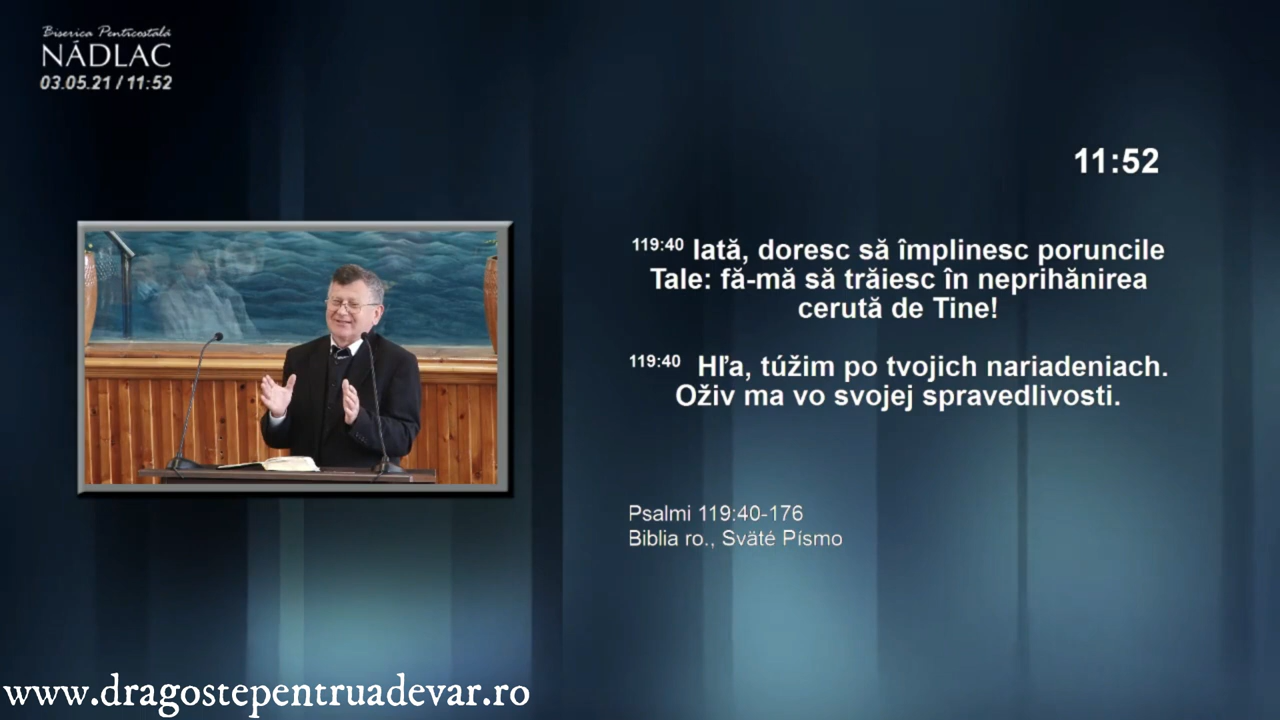 Biserica Penticostală
NĂDLAC
03.05.21 / 11:52
11:52
119:40 Iată, doresc să împlinesc poruncile
Tale: fă-mă să trăiesc în neprihănirea
cerută de Tine!
119:40 Hľa, túžim po tvojich nariadeniach.
Oživ ma vo svojej spravedlivosti.
Psalmi 119:40-176
Biblia ro., Sväté Písmo
www.dragostepentruadevar.ro